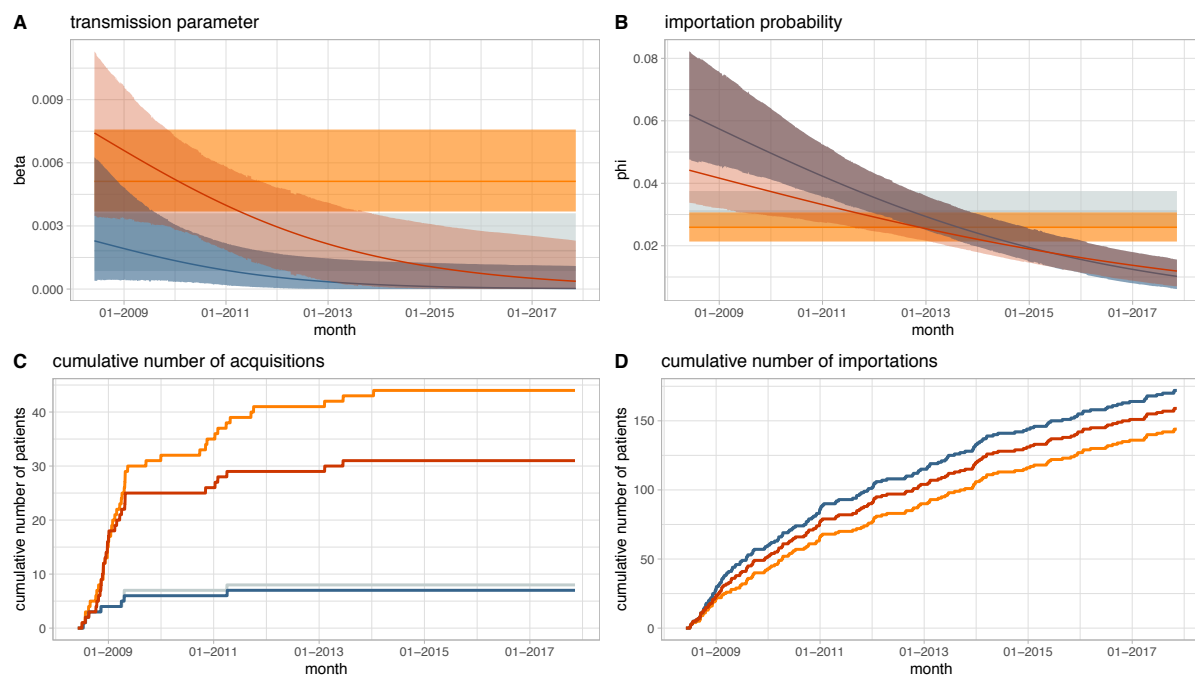 A transmission parameter
0.009
0.006
0.003
0.000
beta
01−2009 01−2011 01−2013 01−2015 01−2017
month
B importation probability
0.08
0.06
0.04
0.02
phi
01−2009 01−2011 01−2013 01−2015 01−2017
month
C cumulative number of acquisitions
40
30
20
10
0
cumulative number of patients
01−2009 01−2011 01−2013 01−2015 01−2017
month
D cumulative number of importations
150
100
50
0
cumulative number of patients
01−2009 01−2011 01−2013 01−2015 01−2017
month